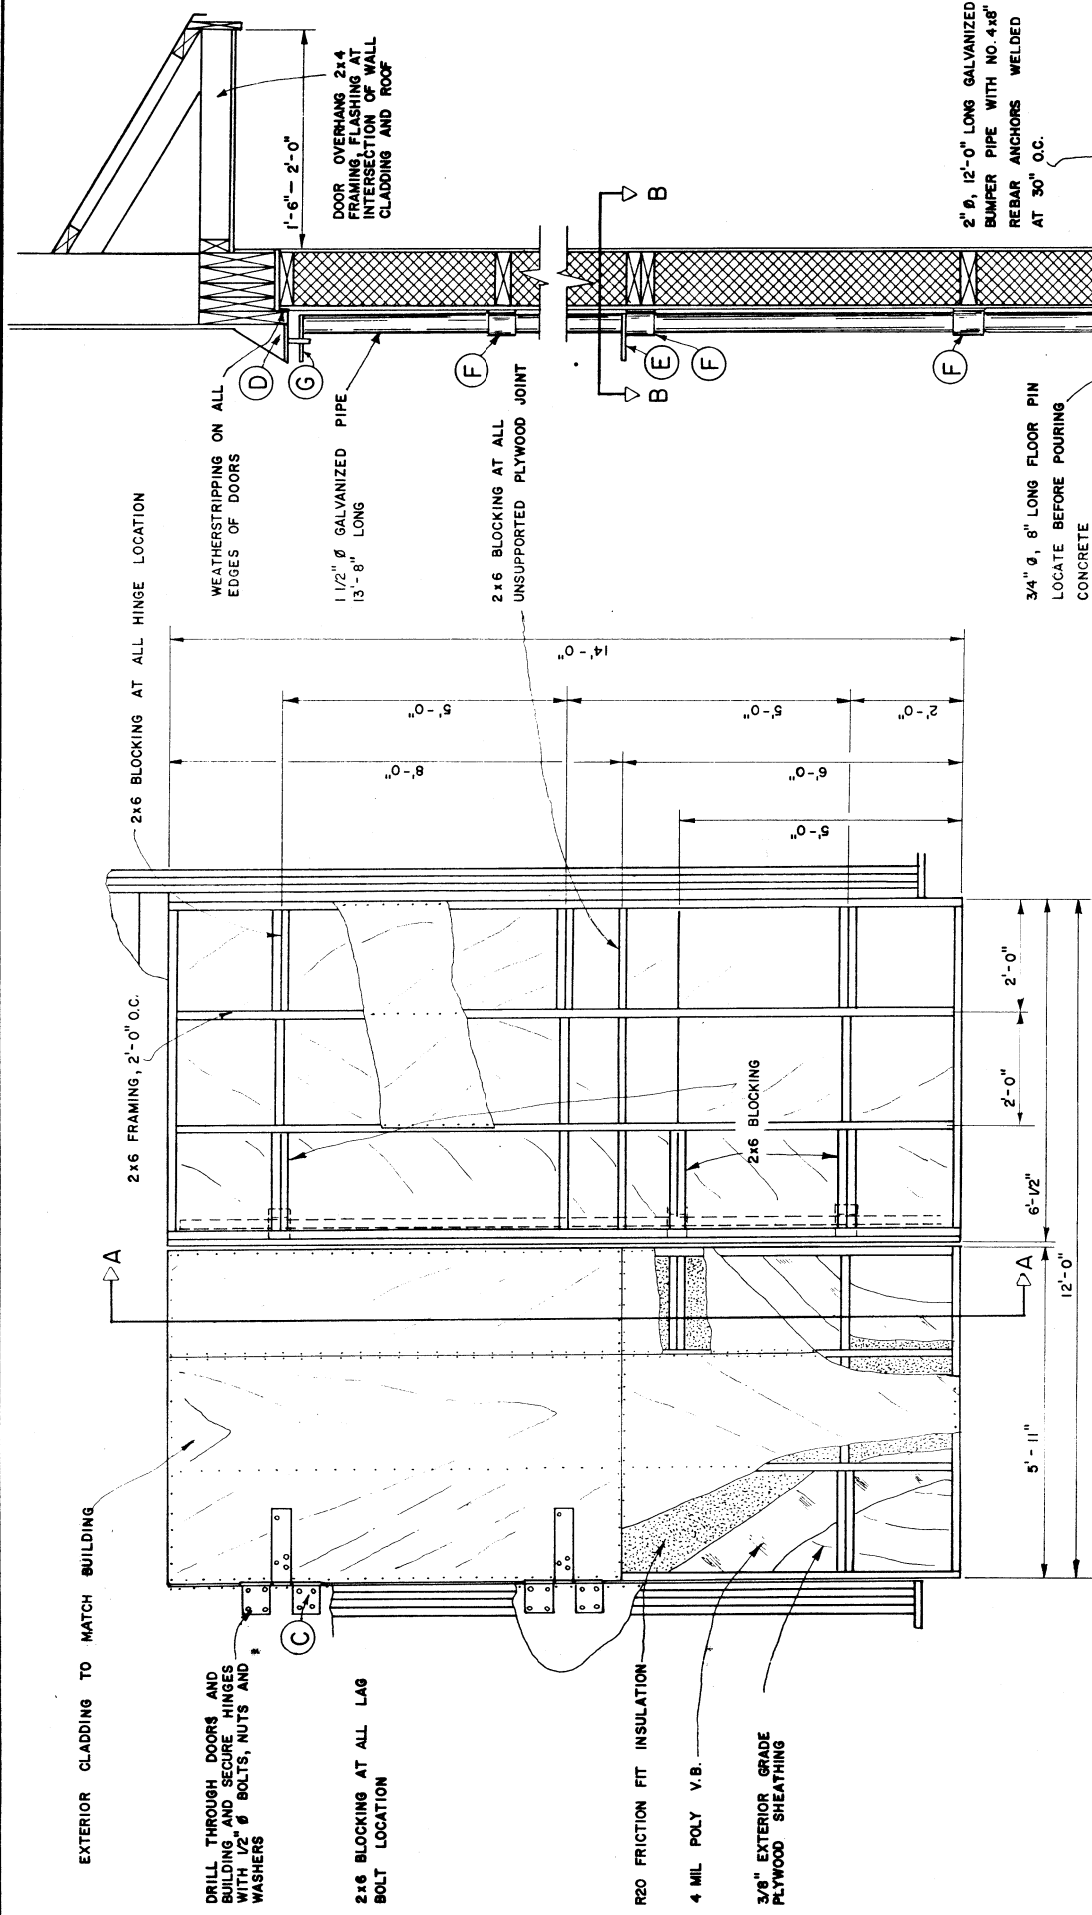 EXTERIOR CLADDING TO MATCH BUILDING
DRILL THROUGH DOORS AND
BUILDING AND SECURE HINGES
WITH 1/2" Ø BOLTS, NUTS AND
WASHERS
C
2x6 BLOCKING AT ALL LAG
BOLT LOCATION
R20 FRICTION FIT INSULATION
4 MIL POLY V.B.
3/8" EXTERIOR GRADE
PLYWOOD SHEATHING
A
A
2x6 FRAMING, 2'-0" O.C.
2x6 BLOCKING AT ALL HINGE LOCATION
2x6 BLOCKING
2x6 BLOCKING AT ALL
UNSUPPORTED PLYWOOD JOINT
14'-0"
5'-0"
5'-0"
2'-0"
8'-0"
6'-0"
5'-0"
2'-0"
2'-0"
6'-1/2"
5'-11"
12'-0"
WEATHERSTRIPPING ON ALL
EDGES OF DOORS
D
G
1 1/2" Ø GALVANIZED PIPE
13'-8" LONG
F
E
F
F
B
B
1'-6"— 2'-0"
DOOR OVERHANG 2x4
FRAMING, FLASHING AT
INTERSECTION OF WALL
CLADDING AND ROOF
3/4" Ø, 8" LONG FLOOR PIN
LOCATE BEFORE POURING
CONCRETE
2" Ø, 12'-0" LONG GALVANIZED
BUMPER PIPE WITH NO. 4x8"
REBAR ANCHORS WELDED
AT 30" O.C.